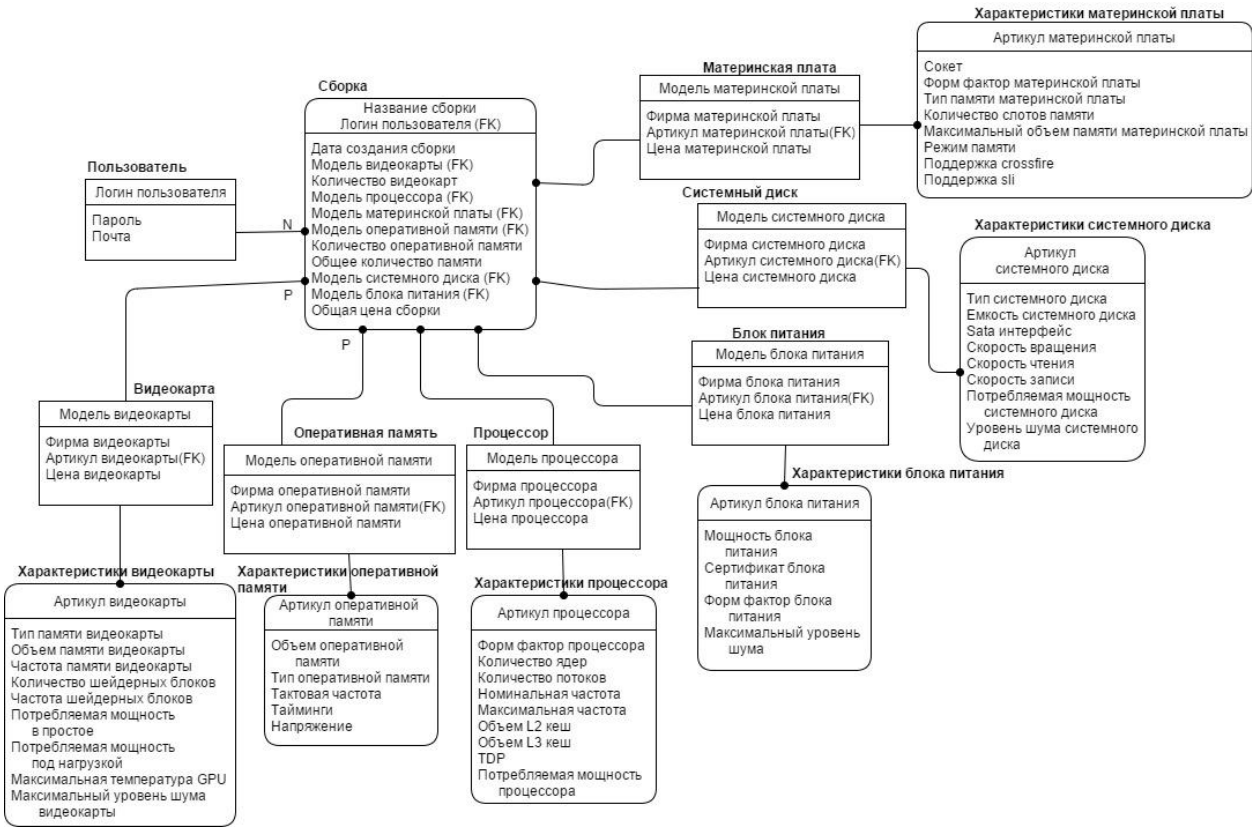 Характеристики материнской платы
Артикул материнской платы
Сокет
Форм фактор материнской платы
Тип памяти материнской платы
Количество слотов памяти
Максимальный объем памяти материнской платы
Режим памяти
Поддержка crossfire
Поддержка sli
Материнская плата
Модель материнской платы
Фирма материнской платы
Артикул материнской платы(FK)
Цена материнской платы
Сборка
Название сборки
Логин пользователя (FK)
Дата создания сборки
Модель видеокарты (FK)
Количество видеокарт
Модель процессора (FK)
Модель материнской платы (FK)
Модель оперативной памяти (FK)
Количество оперативной памяти
Общее количество памяти
Модель системного диска (FK)
Модель блока питания (FK)
Общая цена сборки
Пользователь
Логин пользователя
Пароль
Почта
N
P
P
Системный диск
Модель системного диска
Фирма системного диска
Артикул системного диска(FK)
Цена системного диска
Характеристики системного диска
Артикул
системного диска
Тип системного диска
Емкость системного диска
Sata интерфейс
Скорость вращения
Скорость чтения
Скорость записи
Потребляемая мощность
системного диска
Уровень шума системного
диска
Блок питания
Модель блока питания
Фирма блока питания
Артикул блока питания(FK)
Цена блока питания
Видеокарта
Модель видеокарты
Фирма видеокарты
Артикул видеокарты(FK)
Цена видеокарты
Оперативная память
Модель оперативной памяти
Фирма оперативной памяти
Артикул оперативной памяти(FK)
Цена оперативной памяти
Процессор
Модель процессора
Фирма процессора
Артикул процессора(FK)
Цена процессора
Характеристики блока питания
Артикул блока питания
Мощность блока
питания
Сертификат блока
питания
Форм фактор блока
питания
Максимальный уровень
шума
Характеристики видеокарты
Артикул видеокарты
Тип памяти видеокарты
Объем памяти видеокарты
Частота памяти видеокарты
Количество шейдерных блоков
Частота шейдерных блоков
Потребляемая мощность
в простое
Потребляемая мощность
под нагрузкой
Максимальная температура GPU
Максимальный уровень шума
видеокарты
Характеристики оперативной
памяти
Артикул оперативной
памяти
Объем оперативной
памяти
Тип оперативной памяти
Тактовая частота
Тайминги
Напряжение
Характеристики процессора
Артикул процессора
Форм фактор процессора
Количество ядер
Количество потоков
Номинальная частота
Максимальная частота
Объем L2 кеш
Объем L3 кеш
TDP
Потребляемая мощность
процессора